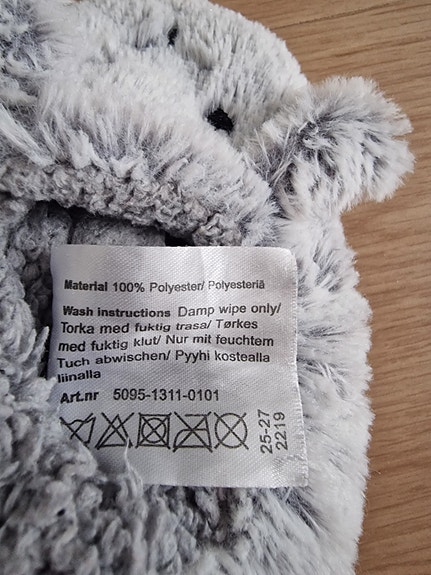 Material 100% Polyester/ Polyesteriä
Wash instructions Damp wipe only/
Torka med fuktig trasa/ Tørkes
med fuktig klut/ Nur mit feuchtem
Tuch abwischen/ Pyyhi kostealla
liinalla
Art.nr 5095-1311-0101
25-27
2219